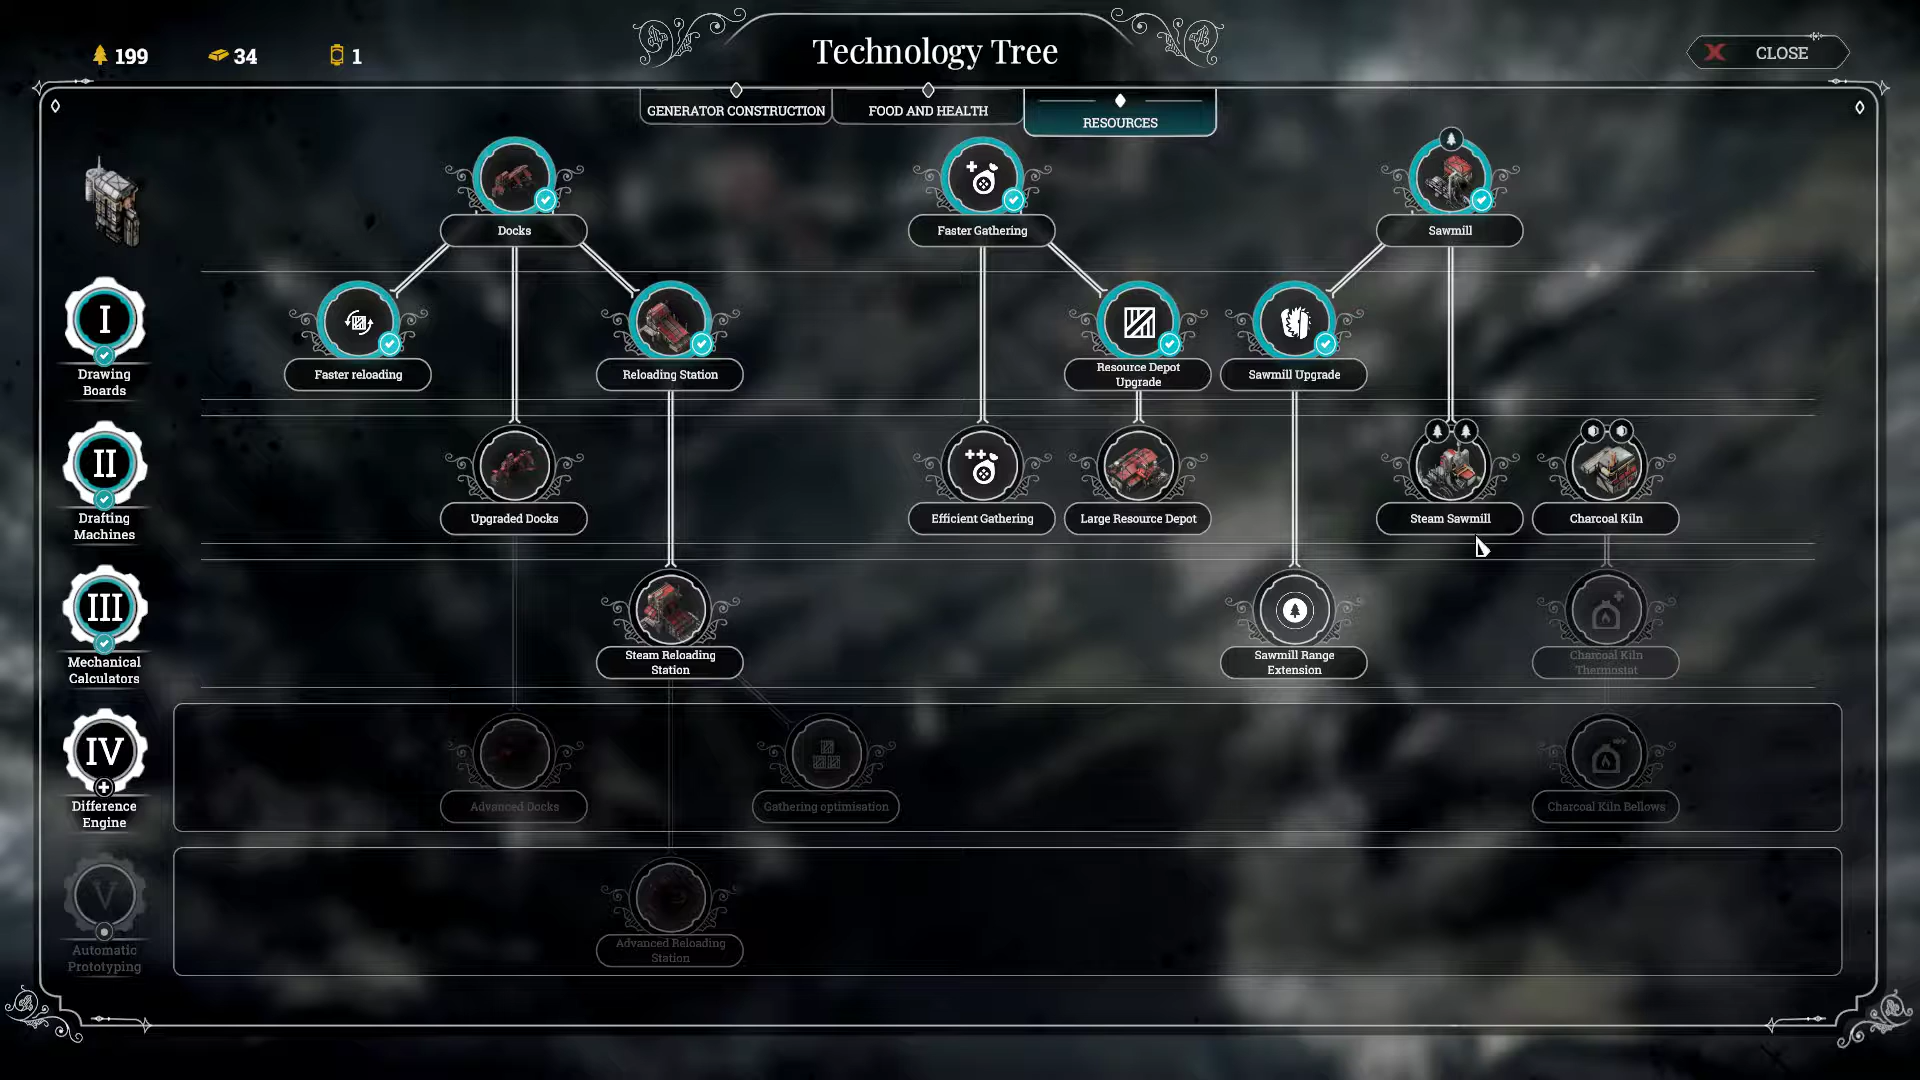 199
34
1
Technology Tree
CLOSE
GENERATOR CONSTRUCTION
FOOD AND HEALTH
RESOURCES
Docks
Faster Gathering
Sawmill
I
Drawing
Boards
Faster reloading
Reloading Station
Resource Depot
Upgrade
Sawmill Upgrade
II
Drafting
Machines
Upgraded Docks
Efficient Gathering
Large Resource Depot
Steam Sawmill
Charcoal Kiln
III
Mechanical
Calculators
Steam Reloading
Station
Sawmill Range
Extension
Charcoal Kiln
Thermostat
IV
Difference
Engine
Advanced Docks
Gathering optimisation
Charcoal Kiln Bellows
V
Automatic
Prototyping
Advanced Reloading
Station